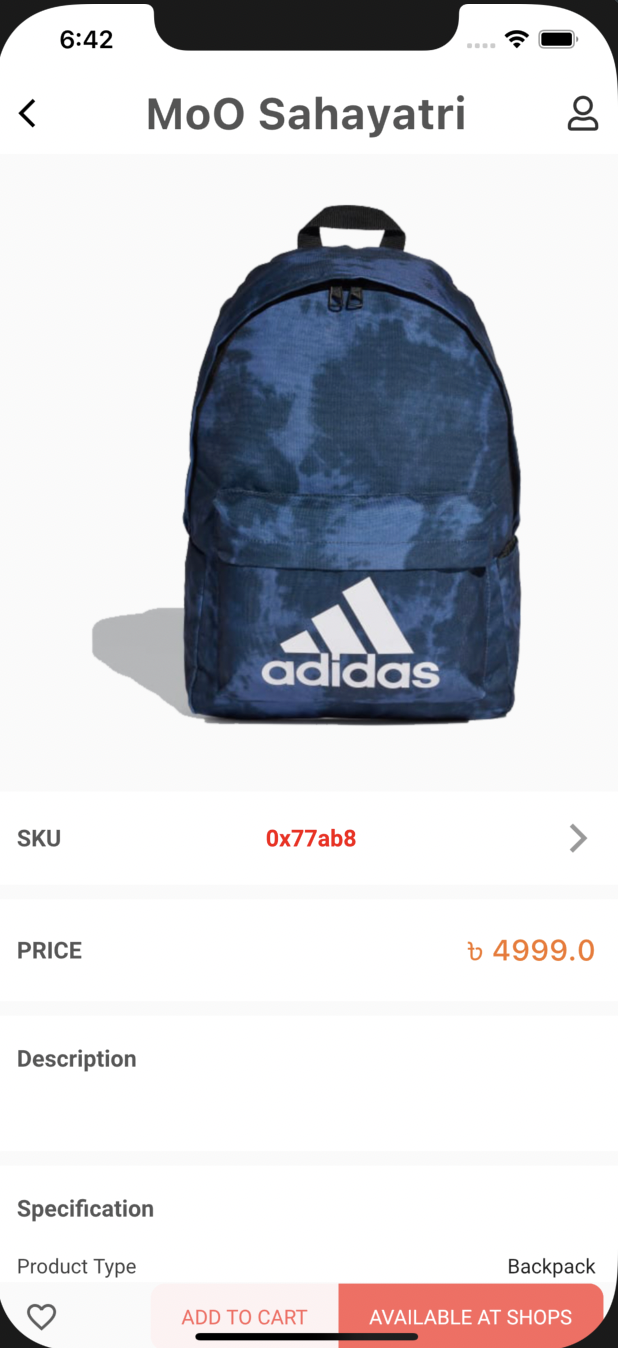 6:42
MoO Sahayatri
adidas
SKU 0x77ab8
PRICE ৳ 4999.0
Description
Specification
Product Type Backpack
ADD TO CART AVAILABLE AT SHOPS